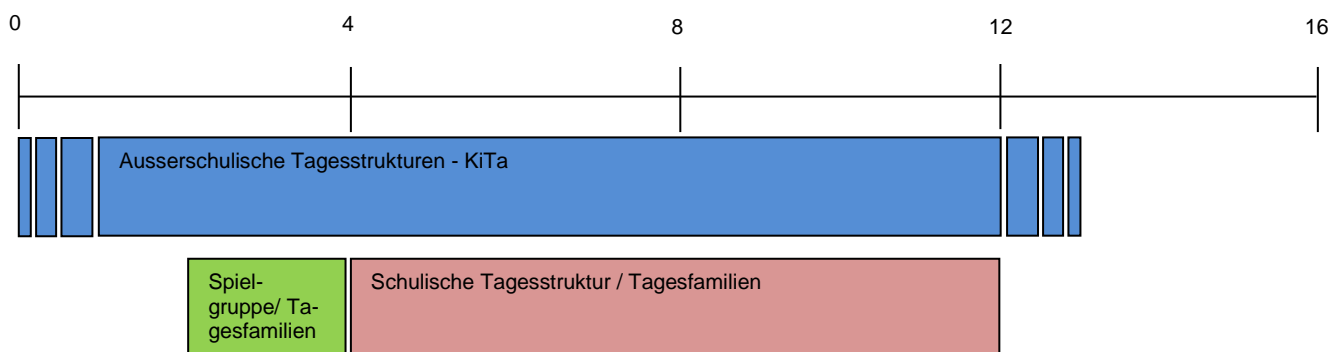 0 4 8 12 16
Ausserschulische Tagesstrukturen - KiTa
Spiel-
gruppe/ Ta-
gesfamilien
Schulische Tagesstruktur / Tagesfamilien